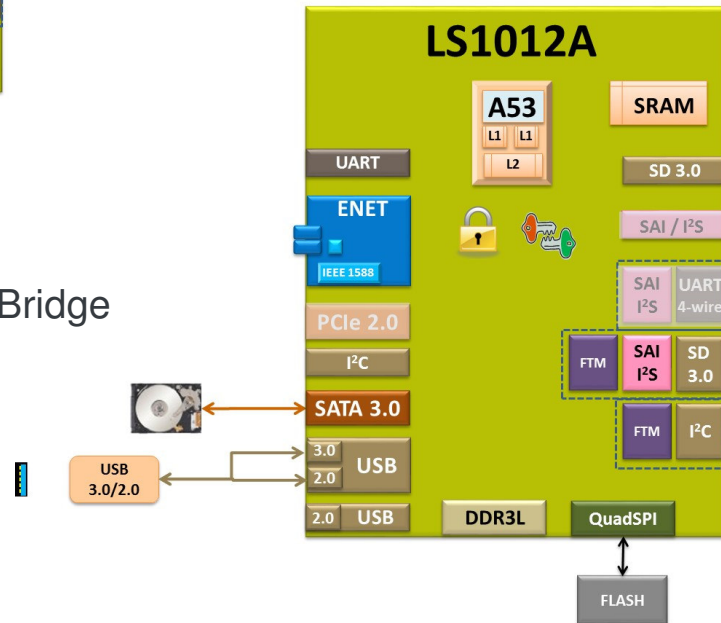 LS1012A
A53
L1 L1
L2
SRAM
UART
SD 3.0
ENET
IEEE 1588
SAI / I²S
Bridge
SAI
I²S
UART
4-wire
PCIe 2.0
I²C
FTM
SAI
I²S
SD
3.0
SATA 3.0
FTM
I²C
3.0
2.0
USB
USB
3.0/2.0
2.0 USB
DDR3L
QuadSPI
FLASH